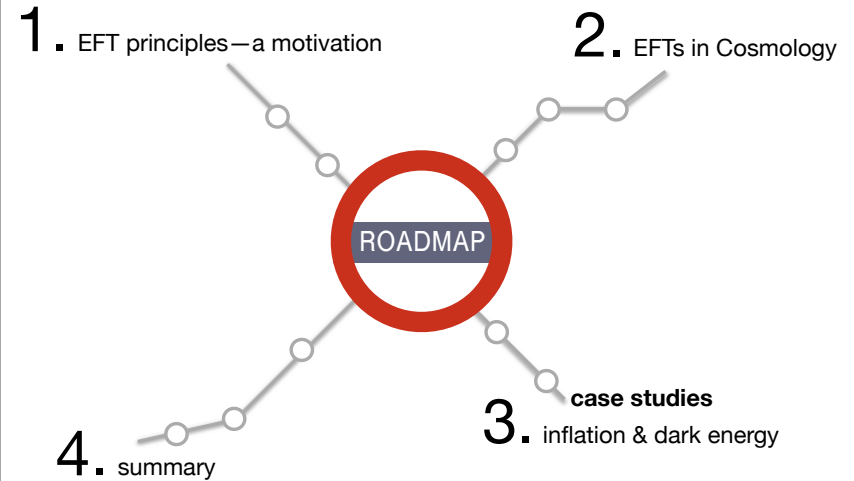 1. EFT principles—a motivation
2. EFTs in Cosmology
ROADMAP
case studies
3. inflation & dark energy
4. summary